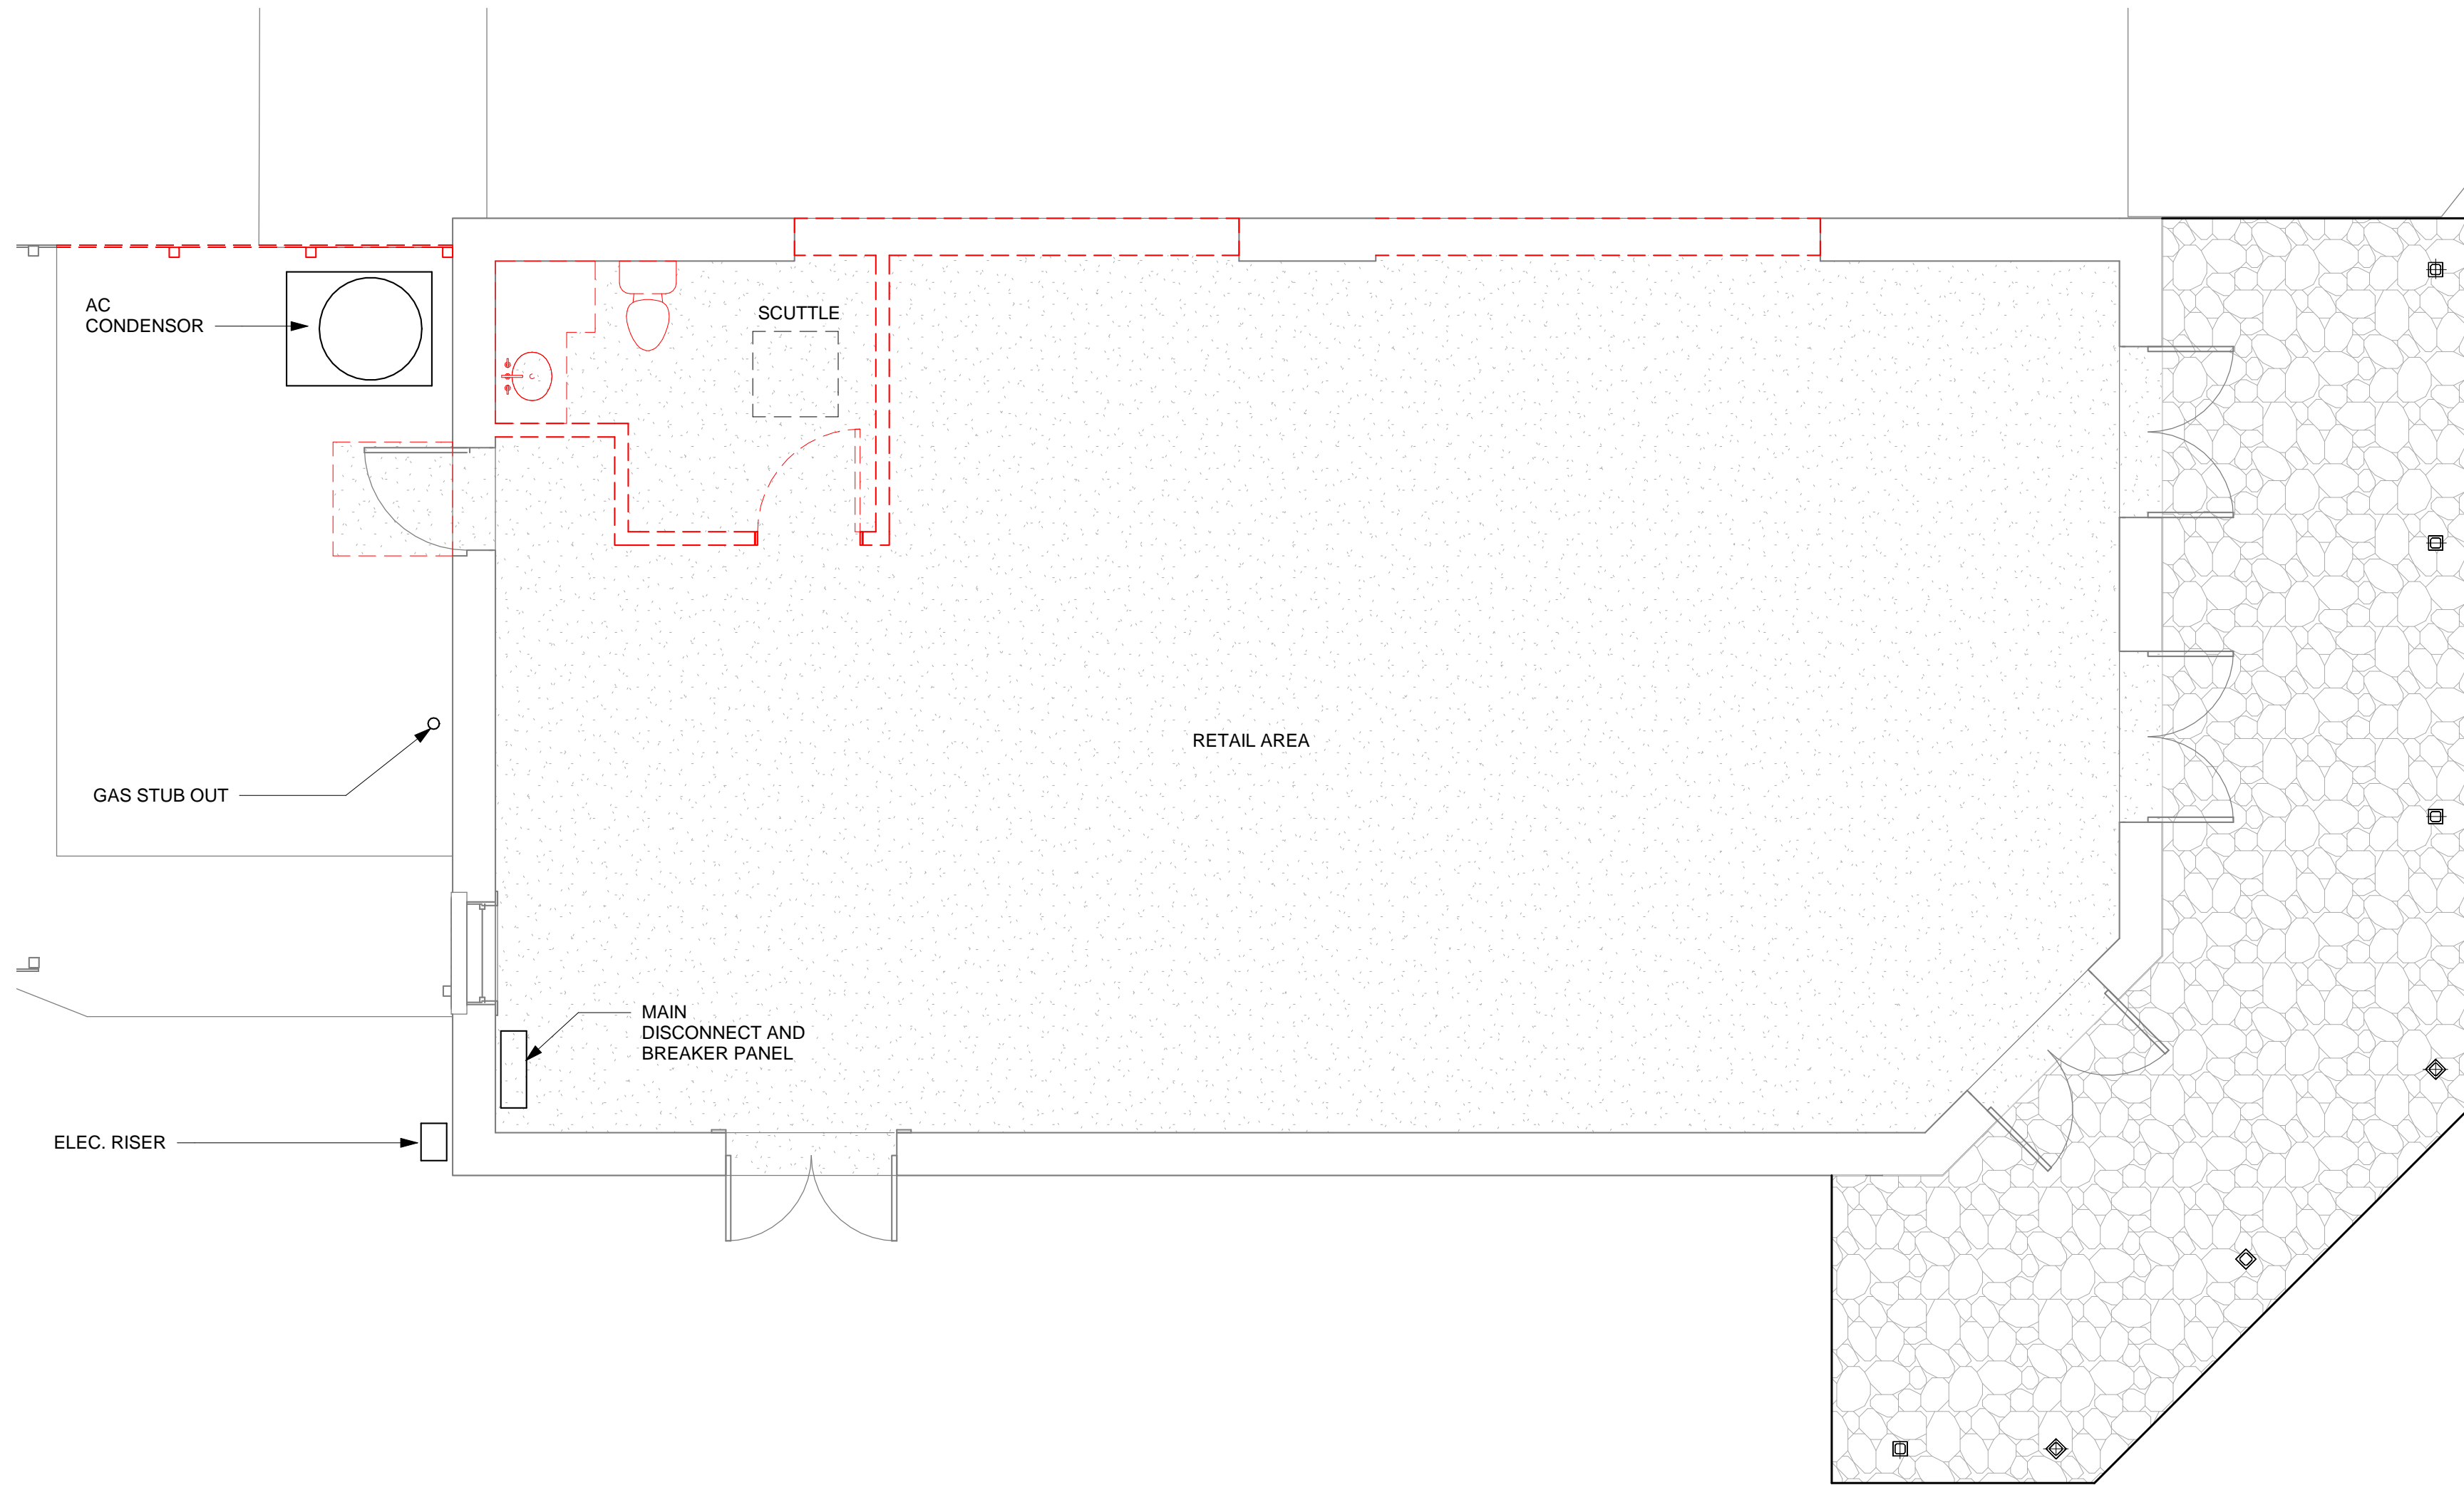 SCUTTLE
AC
CONDENSOR
RETAIL AREA
GAS STUB OUT
MAIN
DISCONNECT AND
BREAKER PANEL
ELEC. RISER